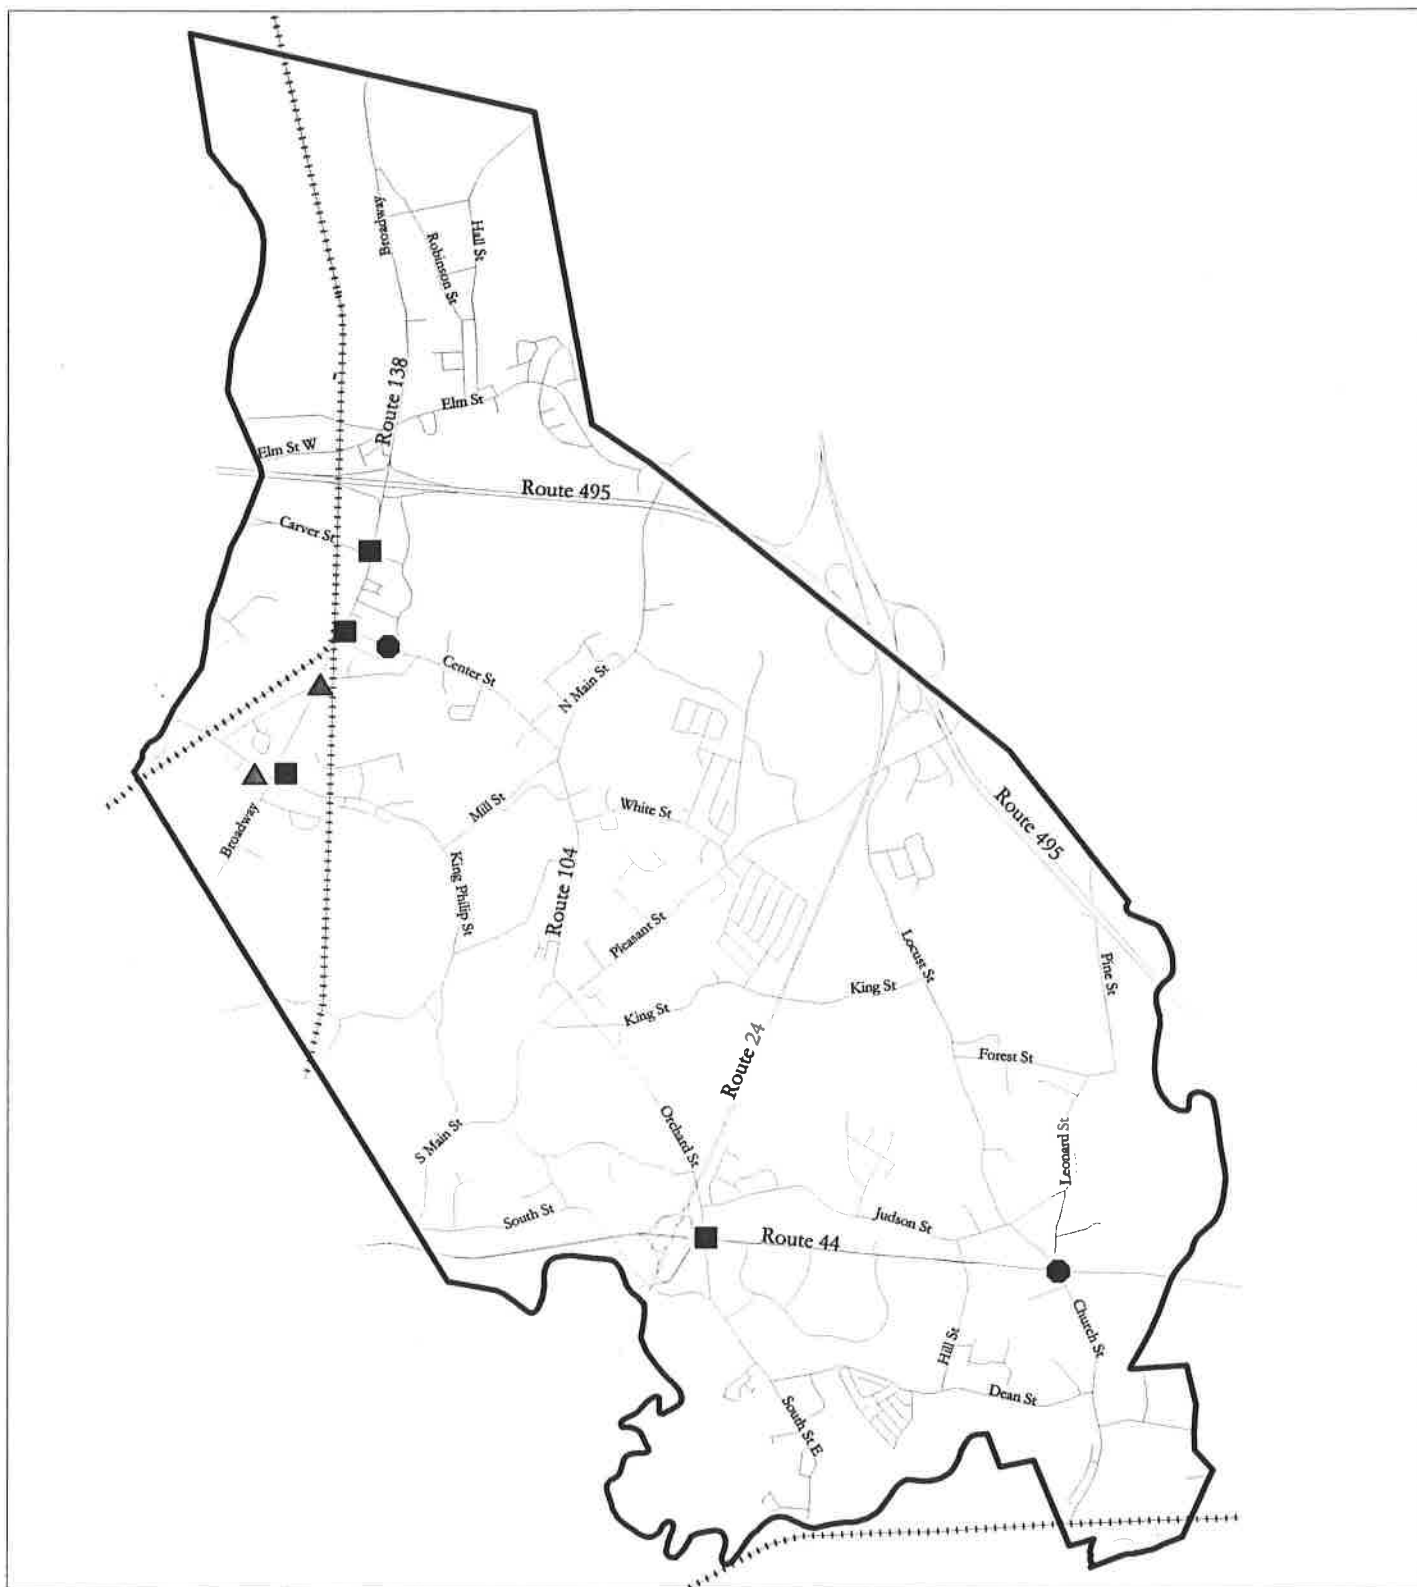 Broadway
Hall St
Robinson St
Route 138
Elm St
Elm St W
Route 495
Carver St
Center St
N Main St
Mill St
White St
Broadway
Route 495
King Philip St
Route 104
Pleasant St
Locust St
Pine St
King St
King St
Route 24
Forest St
Orchard St
S Main St
Leonard St
South St
Judson St
Route 44
Church St
Hill St
Dean St
South St E